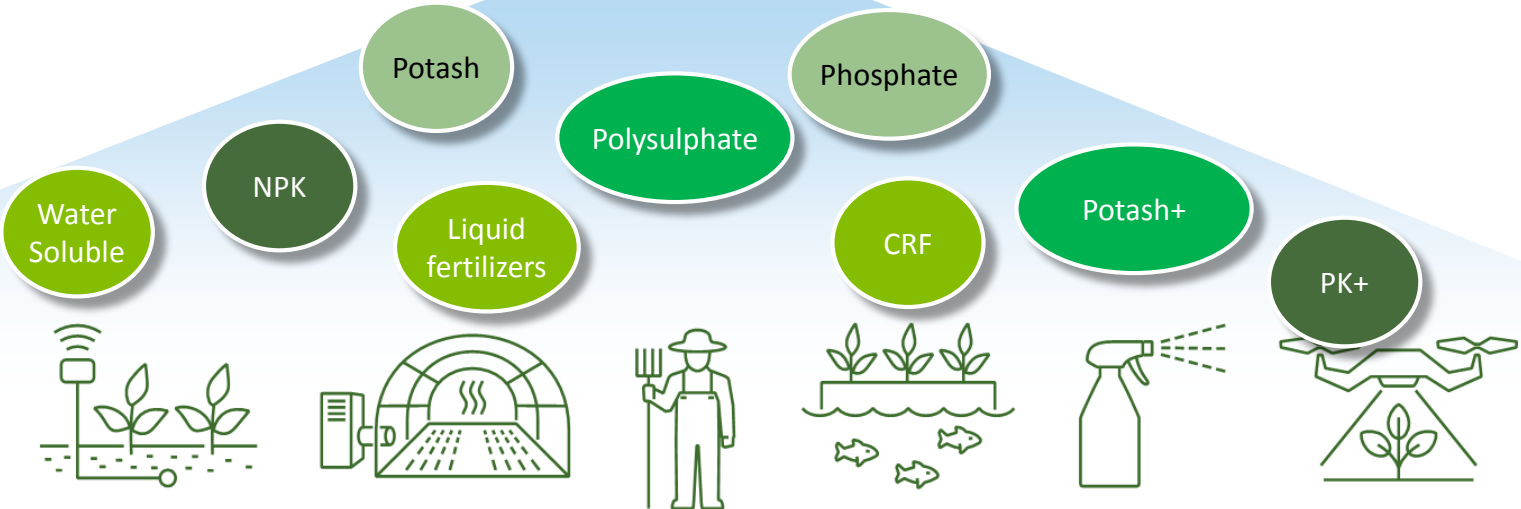 Potash
Phosphate
Polysulphate
NPK
Potash+
Water
Soluble
Liquid
fertilizers
CRF
PK+